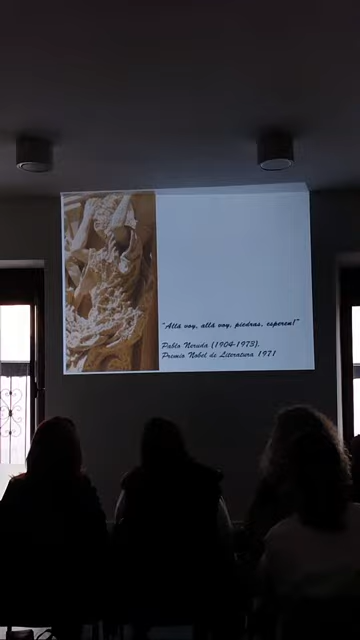 "Allá voy, allá voy, piedras, esperen!"
Pablo Neruda (1904-1973).
Premio Nobel de Literatura 1971